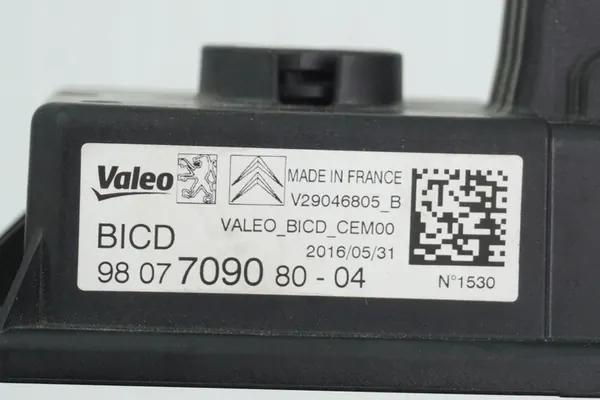 Valeo
MADE IN FRANCE
V29046805_B
VALEO_BICD_CEM00
2016/05/31
BICD
98 07 7090 80 - 04
N°1530